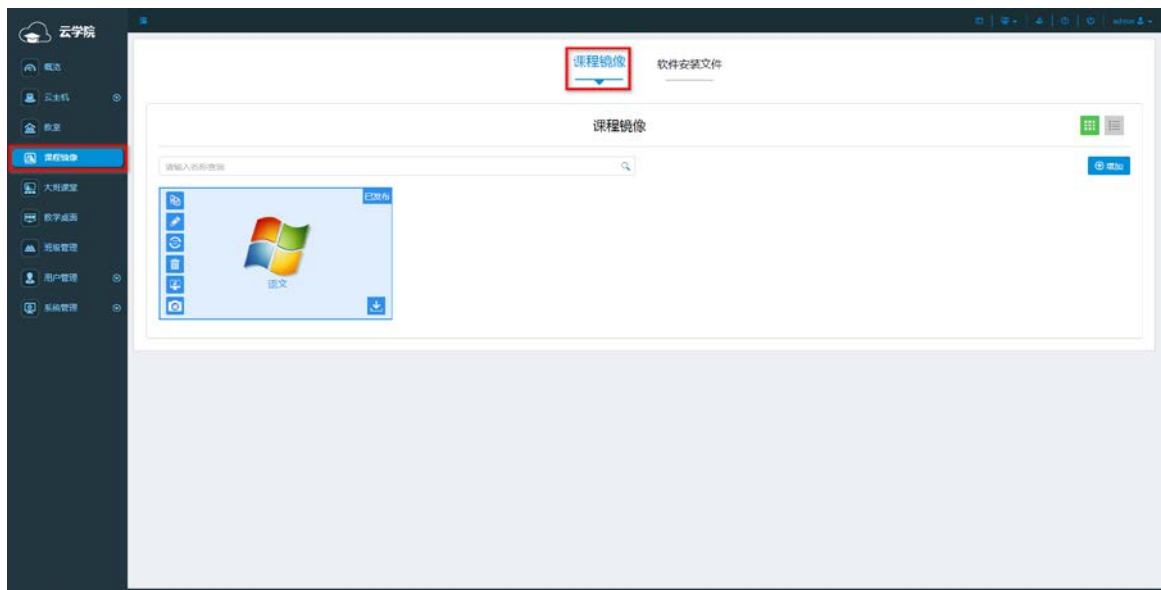 云学院
admin
概览
云主机
教室
课程镜像
大班课堂
教学桌面
班级管理
用户管理
系统管理
课程镜像
软件安装文件
课程镜像
请输入名称查询
增加
已发布
语文